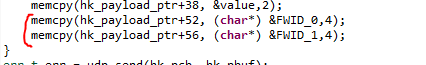 memcpy(hk_payload_ptr+38, &value,2);
memcpy(hk_payload_ptr+52, (char*) &FWID_0,4);
memcpy(hk_payload_ptr+56, (char*) &FWID_1,4);
}